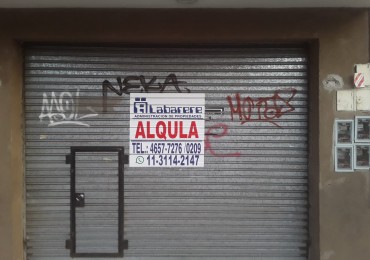 NEKA
Labarere
ADMINISTRACION DE PROPIEDADES
ALQULA
TEL.: 4657-7276 /0209
11-3114-2147